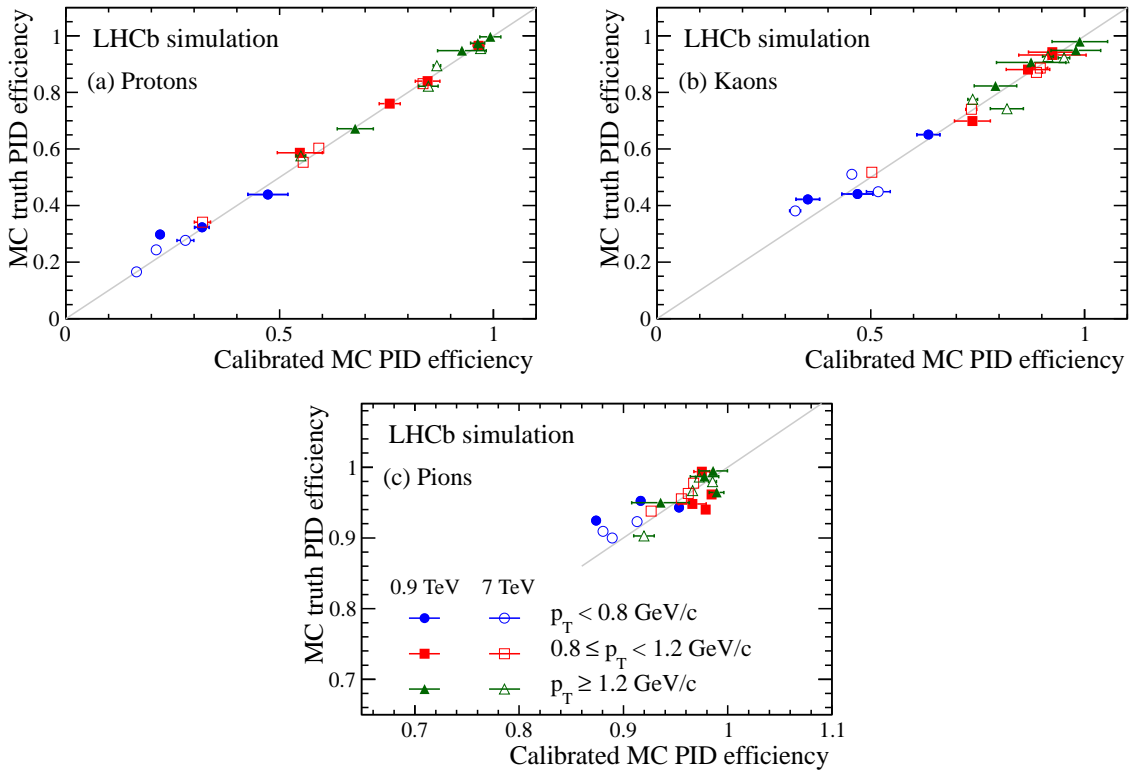 LHCb simulation
(a) Protons
MC truth PID efficiency
1
0.8
0.6
0.4
0.2
0
0 0.5 1
Calibrated MC PID efficiency
LHCb simulation
(b) Kaons
MC truth PID efficiency
1
0.8
0.6
0.4
0.2
0
0 0.5 1
Calibrated MC PID efficiency
LHCb simulation
(c) Pions
MC truth PID efficiency
1
0.9
0.8
0.7
0.9 TeV 7 TeV
p_T < 0.8 GeV/c
0.8 ≤ p_T < 1.2 GeV/c
p_T ≥ 1.2 GeV/c
0.7 0.8 0.9 1 1.1
Calibrated MC PID efficiency